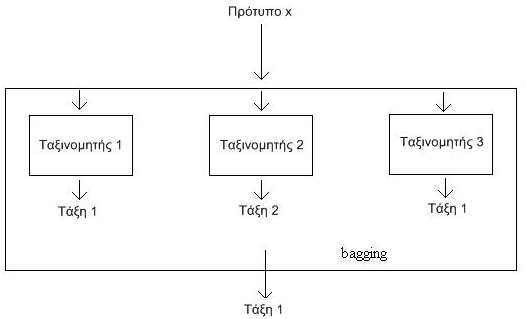 Πρότυπο x
Ταξινομητής 1
Ταξινομητής 2
Ταξινομητής 3
Τάξη 1
Τάξη 2
Τάξη 1
bagging
Τάξη 1